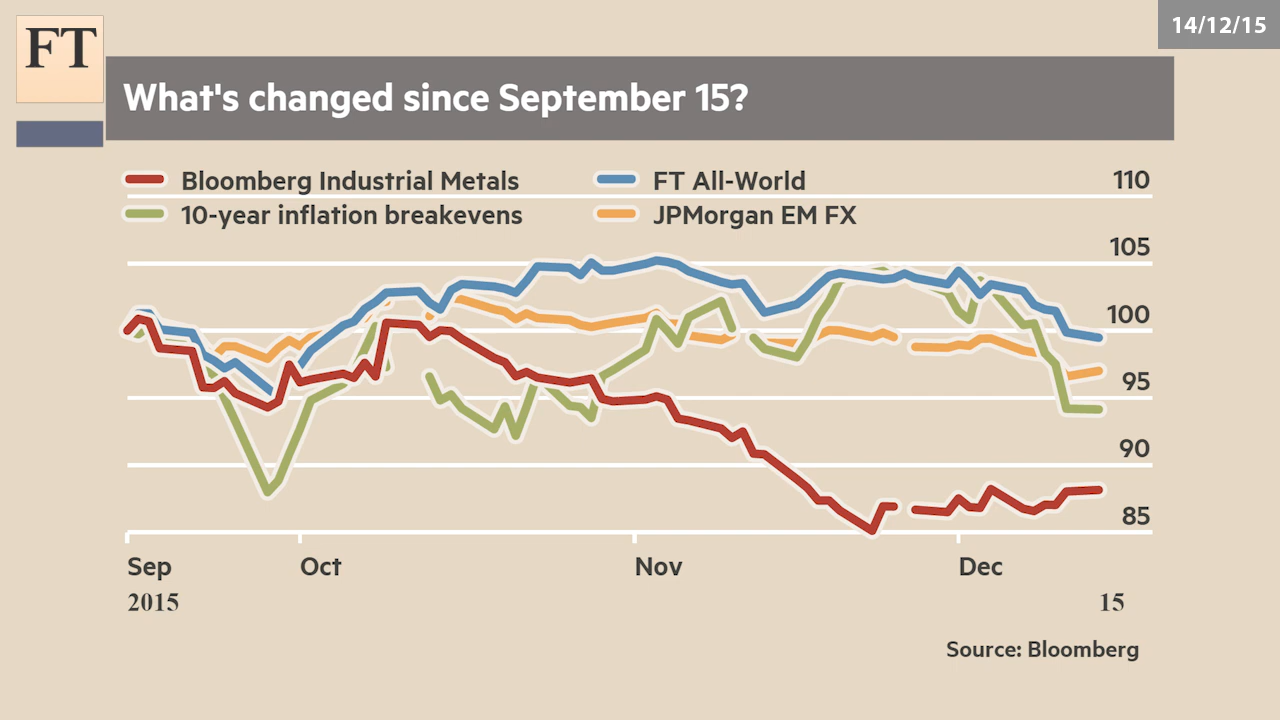 FT
14/12/15
What's changed since September 15?
Bloomberg Industrial Metals
FT All-World
10-year inflation breakevens
JPMorgan EM FX
110
105
100
95
90
85
Sep
Oct
Nov
Dec
2015
15
Source: Bloomberg